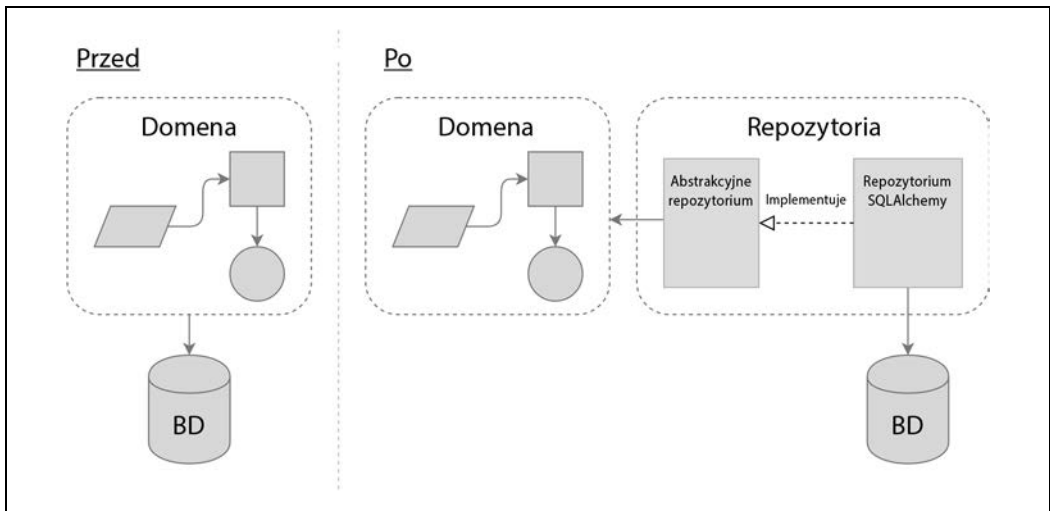 Przed
Domena
BD
Po
Domena
Repozytoria
Abstrakcyjne
repozytorium
Implementuje
Repozytorium
SQLAlchemy
BD